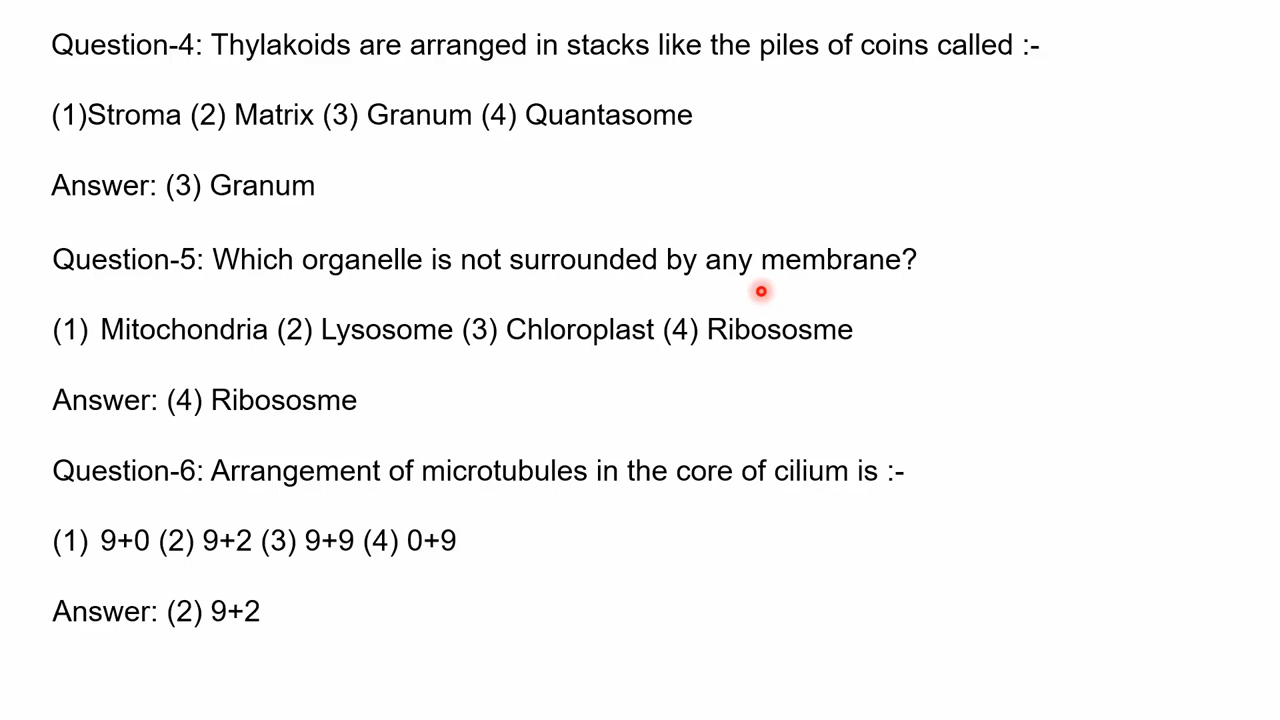 Question-4: Thylakoids are arranged in stacks like the piles of coins called :-
(1)Stroma (2) Matrix (3) Granum (4) Quantasome
Answer: (3) Granum
Question-5: Which organelle is not surrounded by any membrane?
(1) Mitochondria (2) Lysosome (3) Chloroplast (4) Ribososme
Answer: (4) Ribososme
Question-6: Arrangement of microtubules in the core of cilium is :-
(1) 9+0 (2) 9+2 (3) 9+9 (4) 0+9
Answer: (2) 9+2